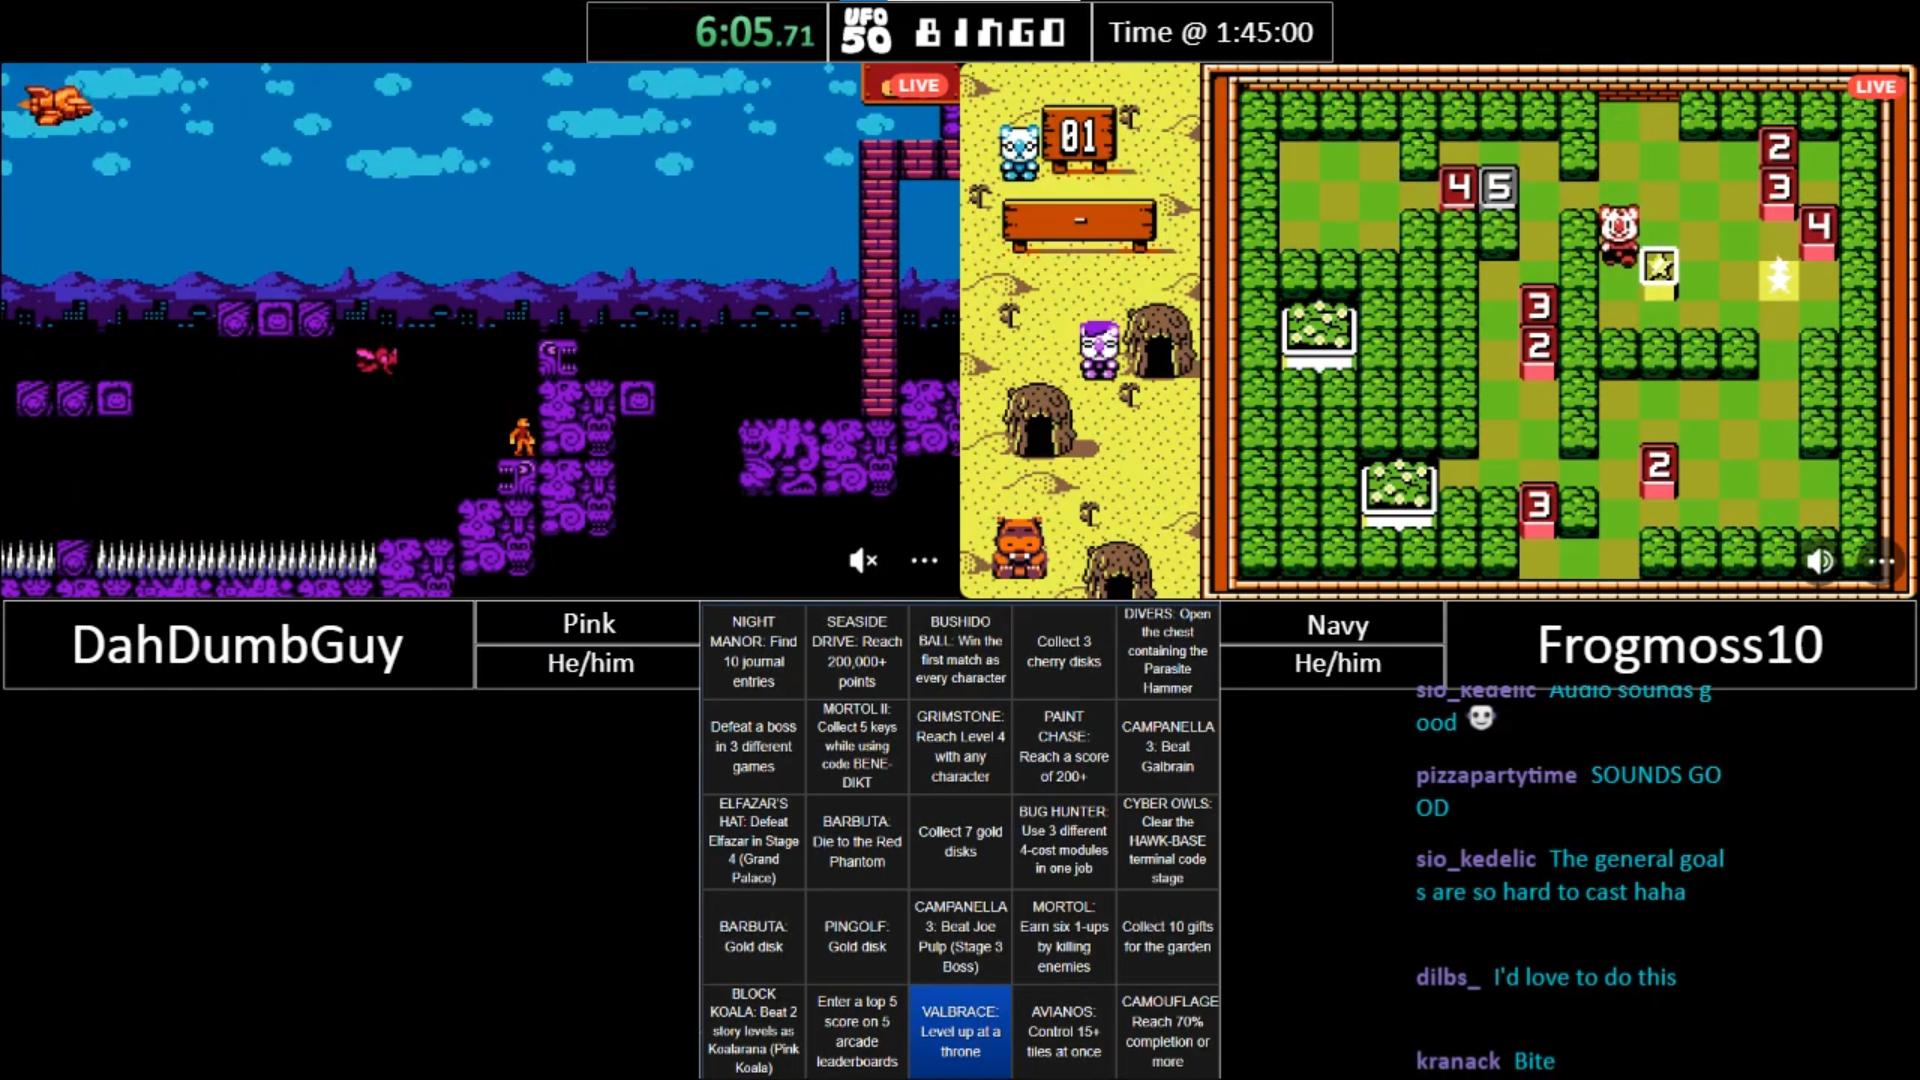 6:05.71
UFO 50
BINGO
Time @ 1:45:00
LIVE
01
-
LIVE
2
3
4 5
4
3
2
2
3
DahDumbGuy
Pink
He/him
Navy
He/him
Frogmoss10
NIGHT
MANOR: Find
10 journal
entries
SEASIDE
DRIVE: Reach
200,000+
points
BUSHIDO
BALL: Win the
first match as
every character
Collect 3
cherry disks
DIVERS: Open
the chest
containing the
Parasite
Hammer
Defeat a boss
in 3 different
games
MORTOL II:
Collect 5 keys
while using
code BENE-
DIKT
GRIMSTONE:
Reach Level 4
with any
character
PAINT
CHASE:
Reach a score
of 200+
CAMPANELLA
3: Beat
Galbrain
ELFAZAR'S
HAT: Defeat
Elfazar in Stage
4 (Grand
Palace)
BARBUTA:
Die to the Red
Phantom
Collect 7 gold
disks
BUG HUNTER:
Use 3 different
4-cost modules
in one job
CYBER OWLS:
Clear the
HAWK-BASE
terminal code
stage
BARBUTA:
Gold disk
PINGOLF:
Gold disk
CAMPANELLA
3: Beat Joe
Pulp (Stage 3
Boss)
MORTOL:
Earn six 1-ups
by killing
enemies
Collect 10 gifts
for the garden
BLOCK
KOALA: Beat 2
story levels as
Koalarana (Pink
Koala)
Enter a top 5
score on 5
arcade
leaderboards
VALBRACE:
Level up at a
throne
AVIANOS:
Control 15+
tiles at once
CAMOUFLAGE
Reach 70%
completion or
more
sio_kedelic Audio sounds g
ood
pizzapartytime SOUNDS GO
OD
sio_kedelic The general goal
s are so hard to cast haha
dilbs_ I'd love to do this
kranack Bite